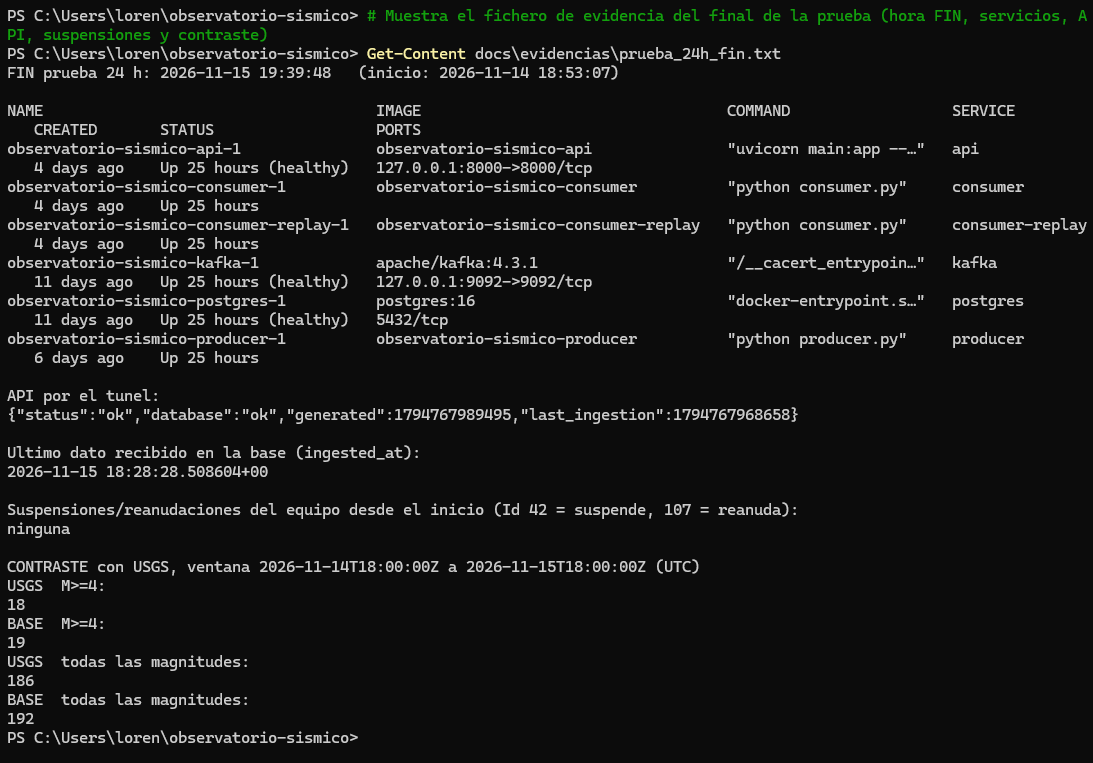 PS C:\Users\loren\observatorio-sismico> # Muestra el fichero de evidencia del final de la prueba (hora FIN, servicios, A
PI, suspensiones y contraste)
PS C:\Users\loren\observatorio-sismico> Get-Content docs\evidencias\prueba_24h_fin.txt
FIN prueba 24 h: 2026-11-15 19:39:48   (inicio: 2026-11-14 18:53:07)

NAME                                     IMAGE                                  COMMAND                  SERVICE
   CREATED       STATUS                  PORTS
observatorio-sismico-api-1               observatorio-sismico-api               "uvicorn main:app --…"   api
   4 days ago    Up 25 hours (healthy)   127.0.0.1:8000->8000/tcp
observatorio-sismico-consumer-1          observatorio-sismico-consumer          "python consumer.py"     consumer
   4 days ago    Up 25 hours
observatorio-sismico-consumer-replay-1   observatorio-sismico-consumer-replay   "python consumer.py"     consumer-replay
   4 days ago    Up 25 hours
observatorio-sismico-kafka-1             apache/kafka:4.3.1                     "/__cacert_entrypoin…"   kafka
   11 days ago   Up 25 hours (healthy)   127.0.0.1:9092->9092/tcp
observatorio-sismico-postgres-1          postgres:16                            "docker-entrypoint.s…"   postgres
   11 days ago   Up 25 hours (healthy)   5432/tcp
observatorio-sismico-producer-1          observatorio-sismico-producer          "python producer.py"     producer
   6 days ago    Up 25 hours

API por el tunel:
{"status":"ok","database":"ok","generated":1794767989495,"last_ingestion":1794767968658}

Ultimo dato recibido en la base (ingested_at):
2026-11-15 18:28:28.508604+00

Suspensiones/reanudaciones del equipo desde el inicio (Id 42 = suspende, 107 = reanuda):
ninguna

CONTRASTE con USGS, ventana 2026-11-14T18:00:00Z a 2026-11-15T18:00:00Z (UTC)
USGS  M>=4:
18
BASE  M>=4:
19
USGS  todas las magnitudes:
186
BASE  todas las magnitudes:
192
PS C:\Users\loren\observatorio-sismico>